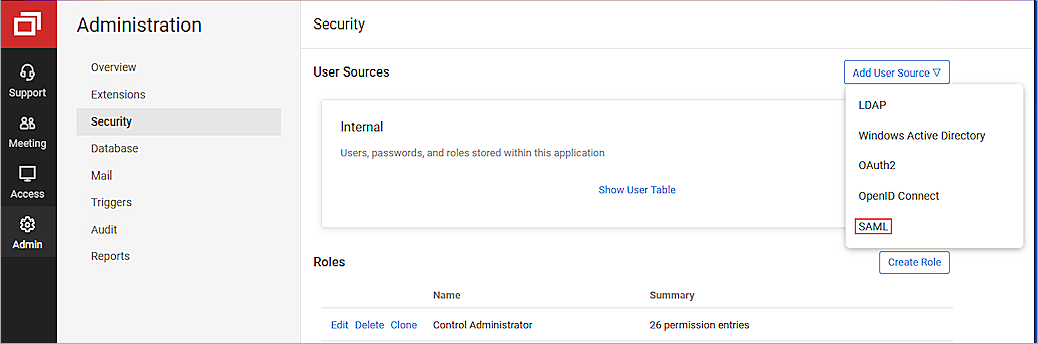 Administration
Security
Support
Meeting
Access
Admin
Overview
Extensions
Security
Database
Mail
Triggers
Audit
Reports
User Sources
Add User Source ▽
LDAP
Windows Active Directory
OAuth2
OpenID Connect
SAML
Internal
Users, passwords, and roles stored within this application
Show User Table
Roles
Create Role
Name Summary
Edit Delete Clone Control Administrator 26 permission entries